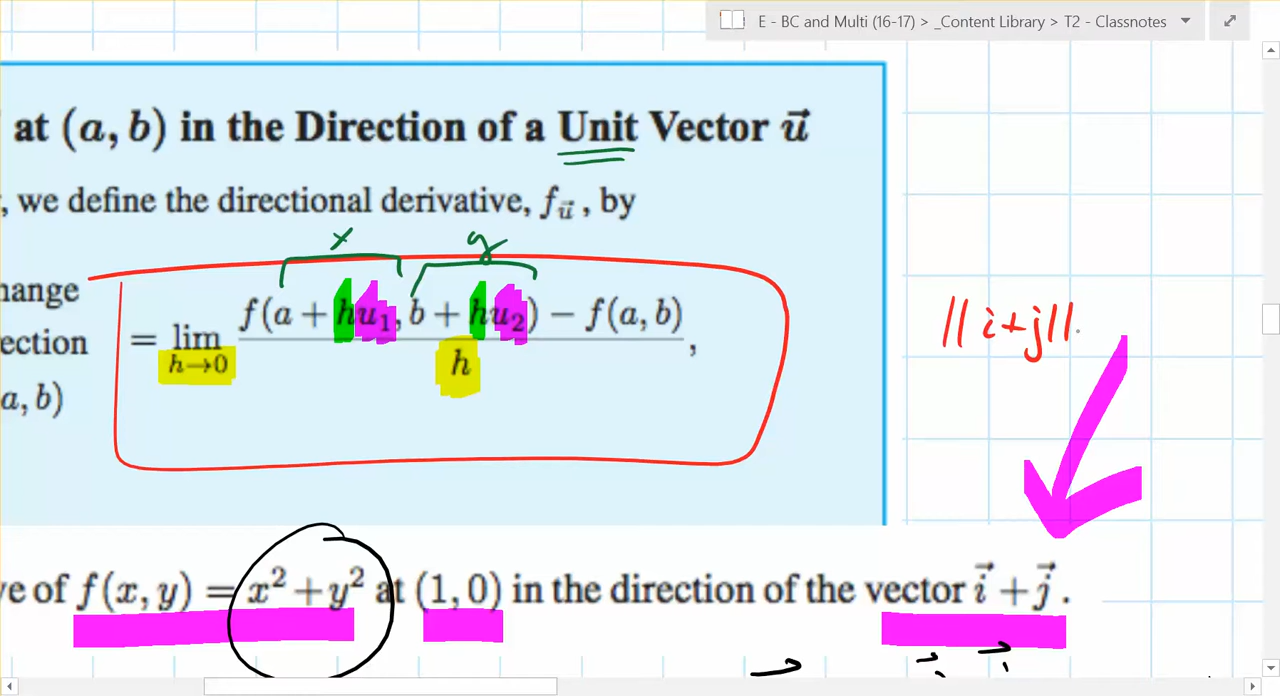 E - BC and Multi (16-17) > _Content Library > T2 - Classnotes
at (a, b) in the Direction of a Unit Vector u⃗
, we define the directional derivative, f_u⃗ , by
x y
hange
ection
a, b)
= lim h→0 f(a + hu₁, b + hu₂) − f(a, b) / h ,
||i+j||
ve of f(x, y) = x² + y² at (1, 0) in the direction of the vector i⃗ + j⃗ .